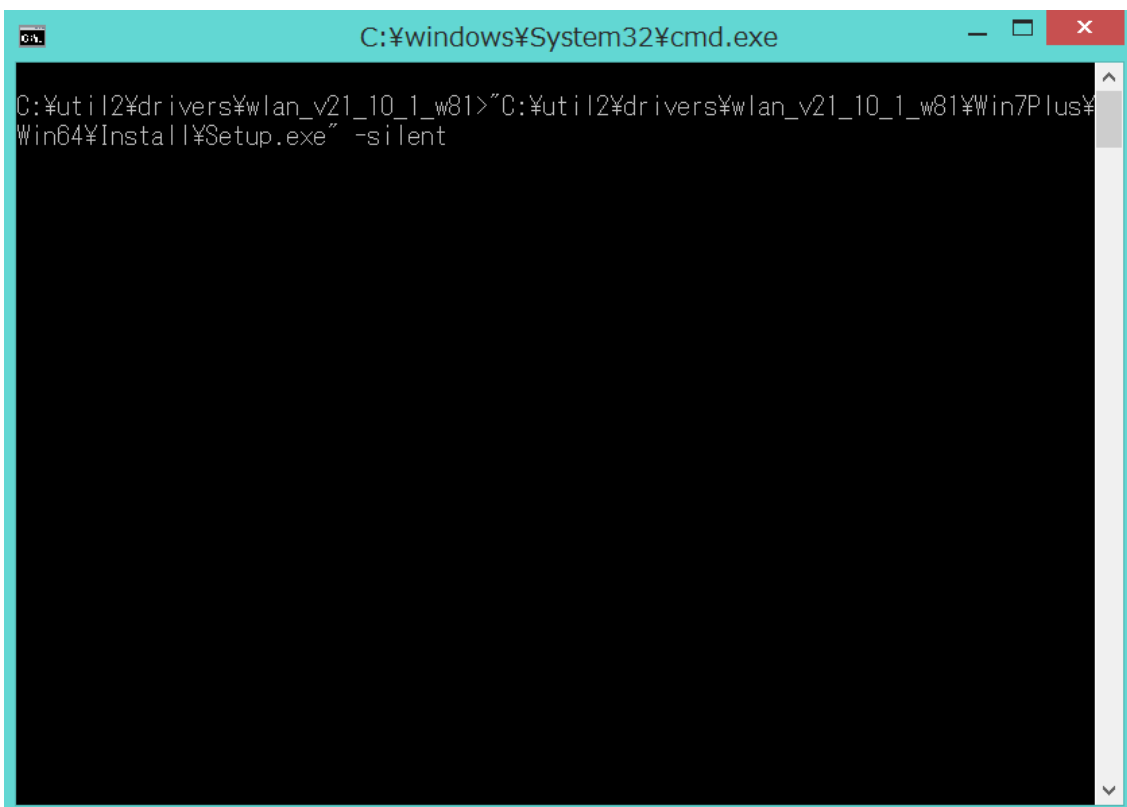 C:¥windows¥System32¥cmd.exe
C:¥util2¥drivers¥wlan_v21_10_1_w81>"C:¥util2¥drivers¥wlan_v21_10_1_w81¥Win7Plus¥
Win64¥Install¥Setup.exe" -silent